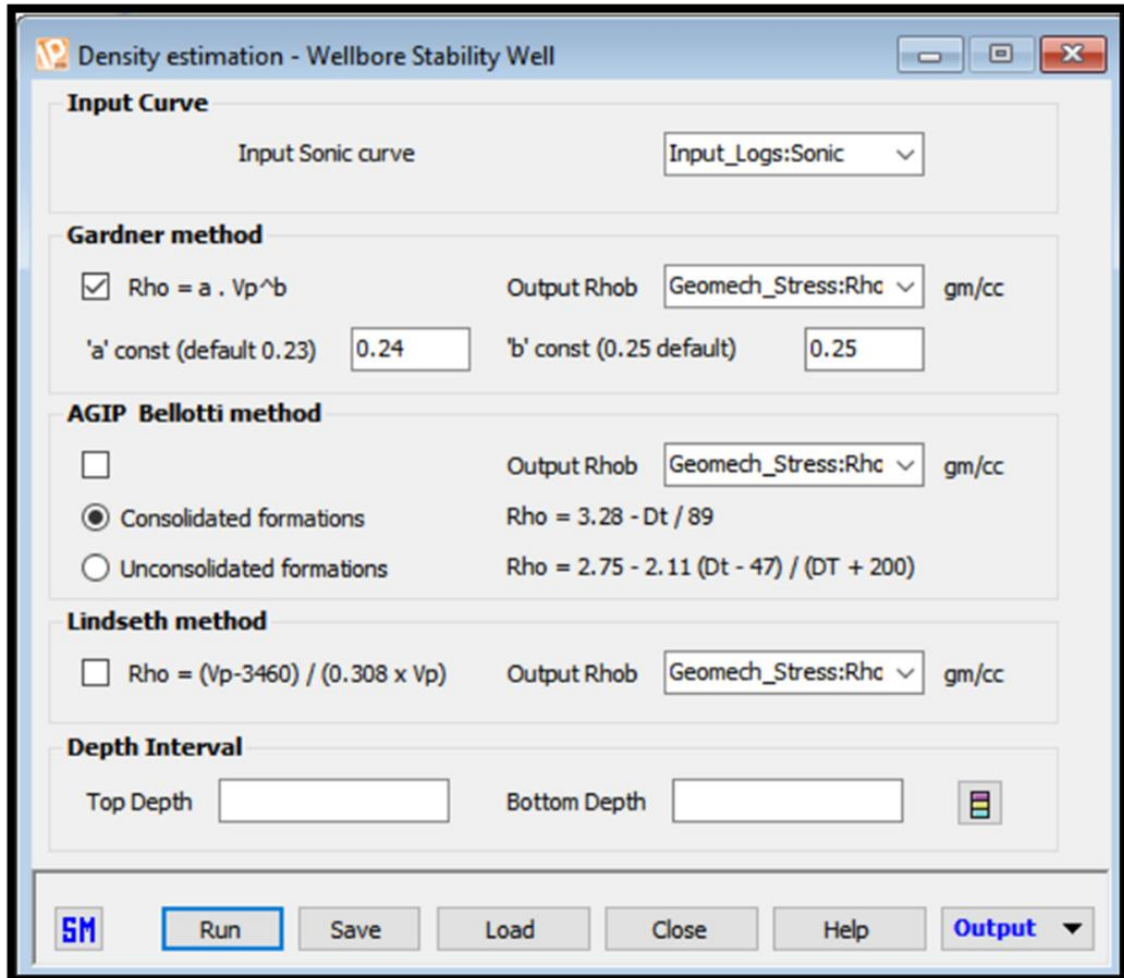 Density estimation - Wellbore Stability Well
Input Curve
Input Sonic curve Input_Logs:Sonic
Gardner method
Rho = a . Vp^b Output Rhob Geomech_Stress:Rho gm/cc
'a' const (default 0.23) 0.24 'b' const (0.25 default) 0.25
AGIP Bellotti method
Output Rhob Geomech_Stress:Rho gm/cc
Consolidated formations Rho = 3.28 - Dt / 89
Unconsolidated formations Rho = 2.75 - 2.11 (Dt - 47) / (DT + 200)
Lindseth method
Rho = (Vp-3460) / (0.308 x Vp) Output Rhob Geomech_Stress:Rho gm/cc
Depth Interval
Top Depth Bottom Depth
SM Run Save Load Close Help Output